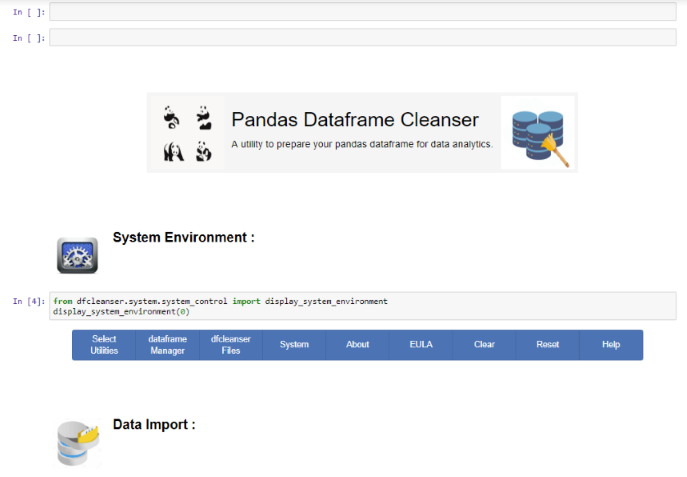 In [ ]:
In [ ]:
Pandas Dataframe Cleanser
A utility to prepare your pandas dataframe for data analytics.
System Environment :
In [4]: from dfcleanser.system.system_control import display_system_environment
display_system_environment(0)
Select Utilities
dataframe Manager
dfcleanser Files
System
About
EULA
Clear
Reset
Help
Data Import :